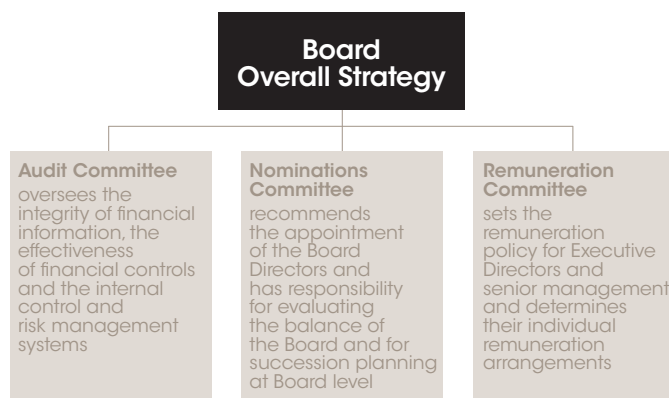 Board
Overall Strategy
Audit Committee
oversees the
integrity of financial
information, the
effectiveness
of financial controls
and the internal
control and
risk management
systems
Nominations
Committee
recommends
the appointment
of the Board
Directors and
has responsibility
for evaluating
the balance of
the Board and for
succession planning
at Board level
Remuneration
Committee
sets the
remuneration
policy for Executive
Directors and
senior management
and determines
their individual
remuneration
arrangements